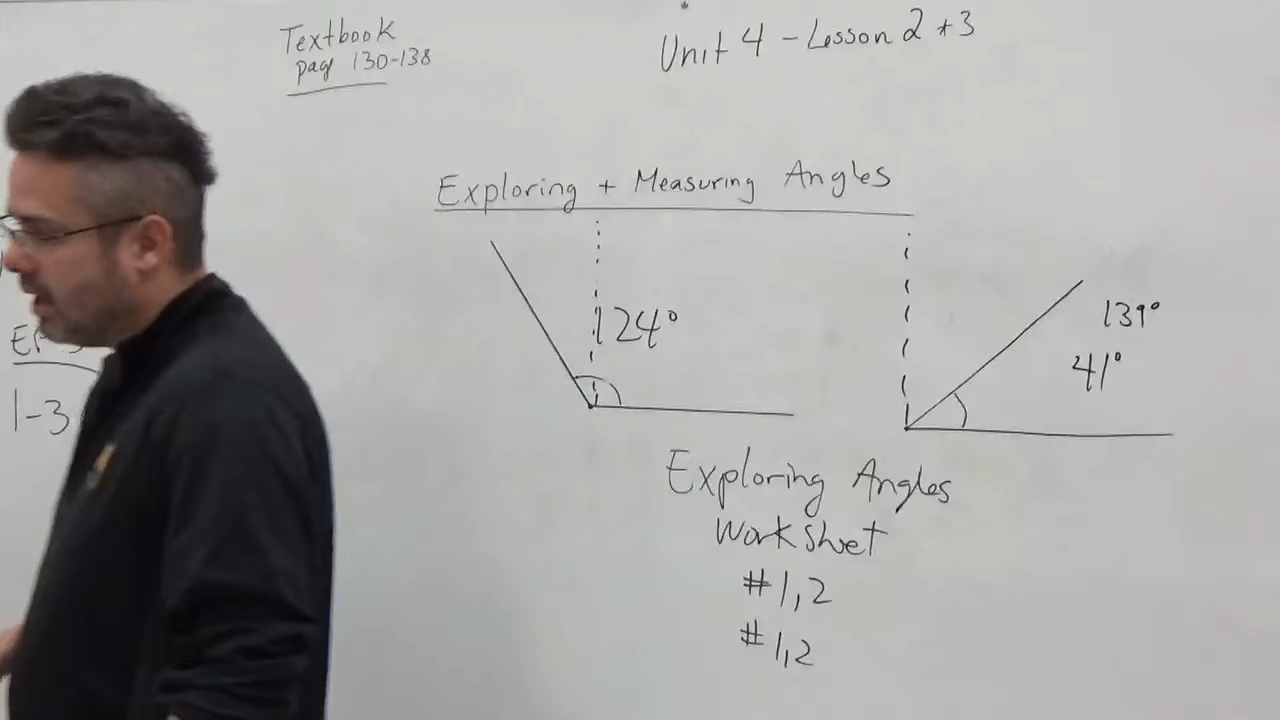 Textbook
pag 130-138
Unit 4 - Lesson 2 + 3
Exploring + Measuring Angles
124°
139°
41°
1-3
Exploring Angles
Worksheet
#1,2
#1,2